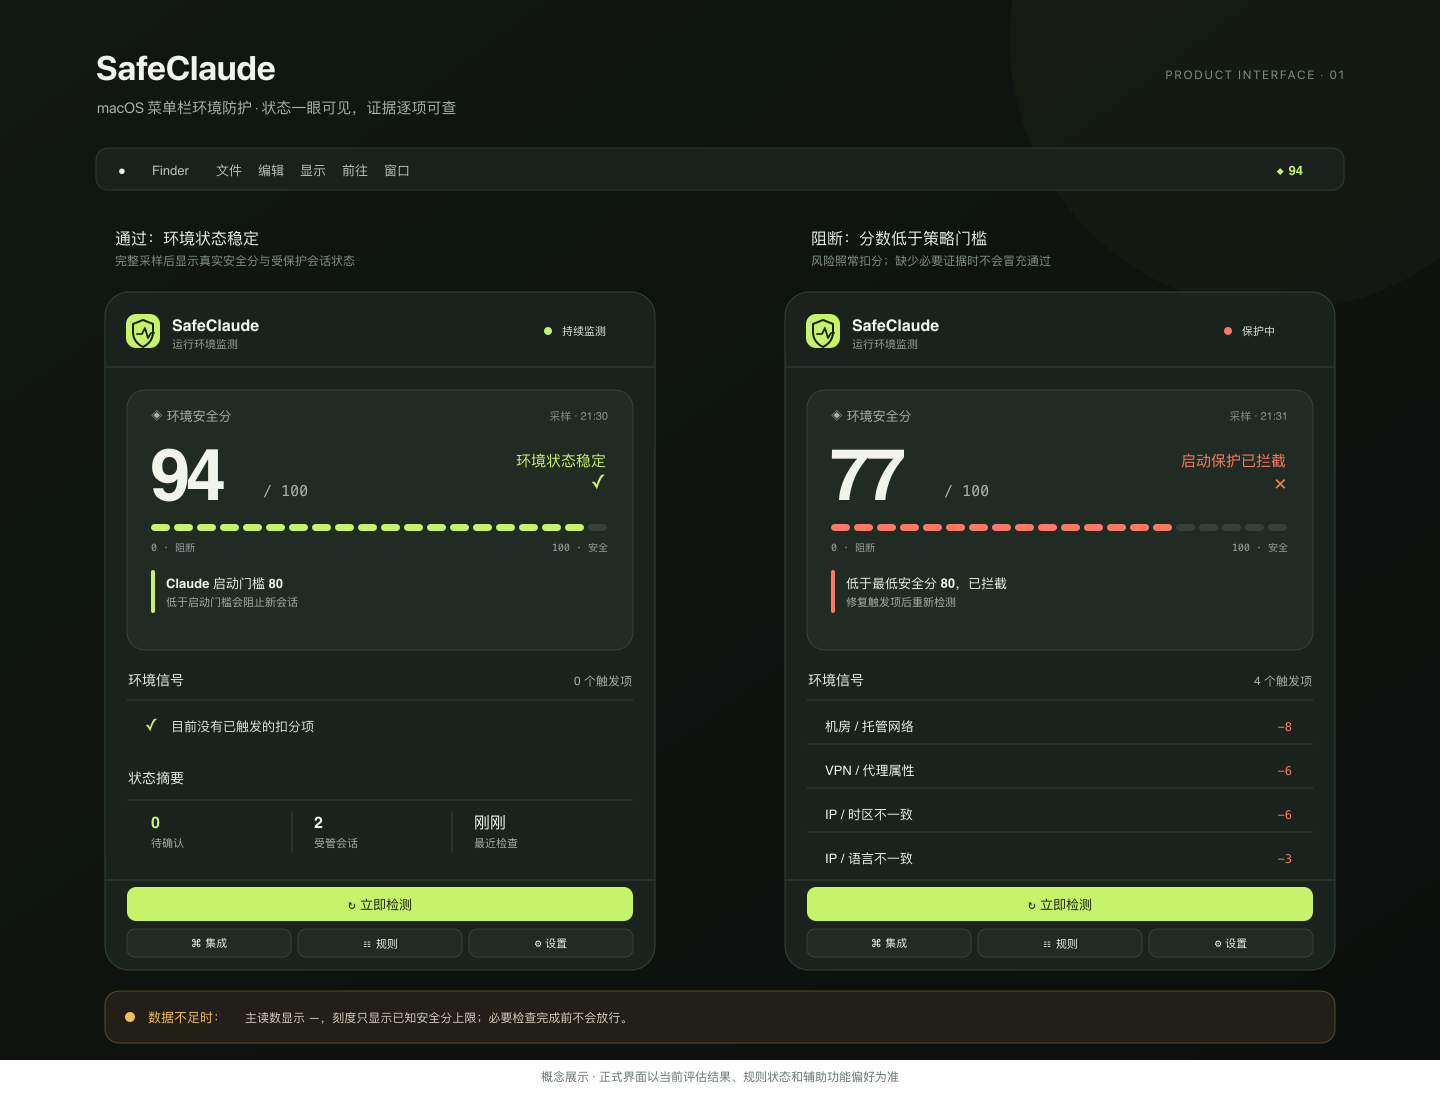 SafeClaude
PRODUCT INTERFACE · 01
macOS 菜单栏环境防护 · 状态一眼可见，证据逐项可查
Finder 文件 编辑 显示 前往 窗口 ◆ 94
通过：环境状态稳定
完整采样后显示真实安全分与受保护会话状态
SafeClaude
运行环境监测
持续监测
◈ 环境安全分
采样 · 21:30
94 / 100
环境状态稳定
✓
0 · 阻断
100 · 安全
Claude 启动门槛 80
低于启动门槛会阻止新会话
环境信号
0 个触发项
✓ 目前没有已触发的扣分项
状态摘要
0
待确认
2
受管会话
刚刚
最近检查
↻ 立即检测
⌘ 集成
☷ 规则
⚙ 设置
阻断：分数低于策略门槛
风险照常扣分；缺少必要证据时不会冒充通过
SafeClaude
运行环境监测
保护中
◈ 环境安全分
采样 · 21:31
77 / 100
启动保护已拦截
✕
0 · 阻断
100 · 安全
低于最低安全分 80，已拦截
修复触发项后重新检测
环境信号
4 个触发项
机房 / 托管网络 −8
VPN / 代理属性 −6
IP / 时区不一致 −6
IP / 语言不一致 −3
↻ 立即检测
⌘ 集成
☷ 规则
⚙ 设置
数据不足时： 主读数显示 —，刻度只显示已知安全分上限；必要检查完成前不会放行。
概念展示 · 正式界面以当前评估结果、规则状态和辅助功能偏好为准